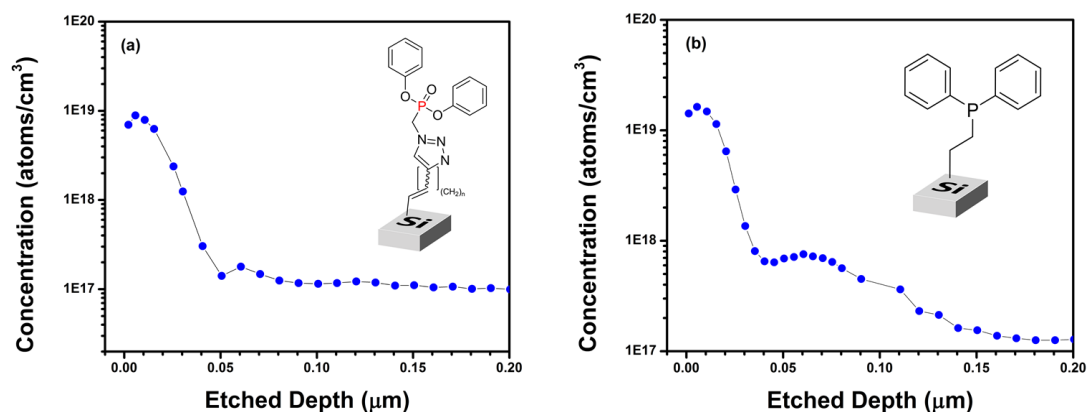 (a)
1E20
1E19
1E18
1E17
Concentration (atoms/cm³)
0.00 0.05 0.10 0.15 0.20
Etched Depth (μm)
O
O
P
O
N
N
N
(CH₂)n
Si
(b)
1E20
1E19
1E18
1E17
Concentration (atoms/cm³)
0.00 0.05 0.10 0.15 0.20
Etched Depth (μm)
P
Si